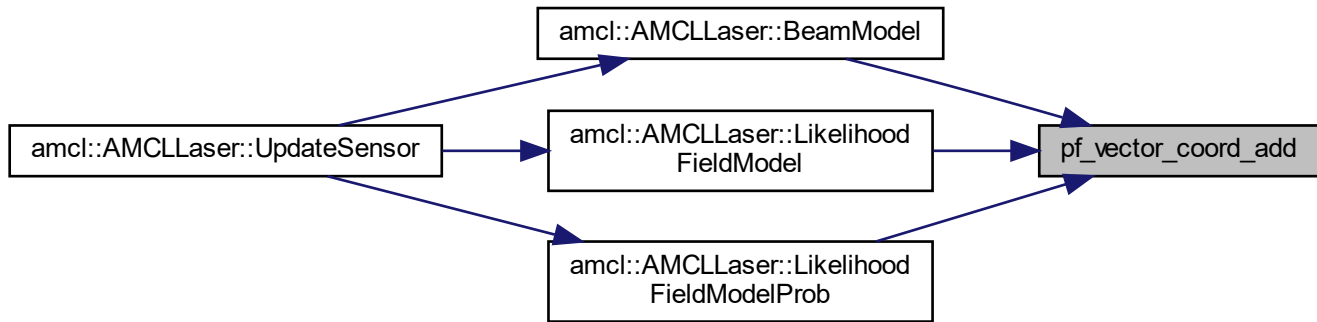 amcl::AMCLLaser::BeamModel
amcl::AMCLLaser::UpdateSensor
amcl::AMCLLaser::Likelihood
FieldModel
pf_vector_coord_add
amcl::AMCLLaser::Likelihood
FieldModelProb